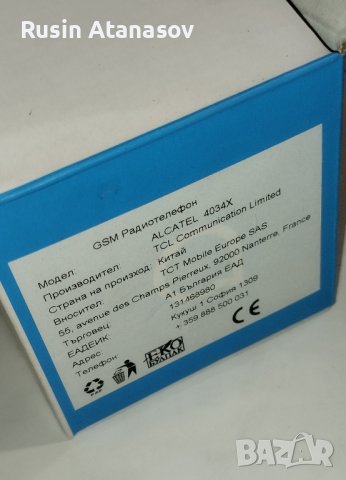 Rusin Atanasov
GSM Радиотелефон
Модел: ALCATEL 4034X
Производител: TCL Communication Limited
Страна на произход: Китай
Вносител: TCT Mobile Europe SAS
55, avenue des Champs Pierreux, 92000 Nanterre, France
Търговец А1 България ЕАД
ЕАДЕИК: 131468980
Адрес Кукуш 1 София 1309
Телефон: + 359 888 500 031
ЕКО
CE
BAZAR